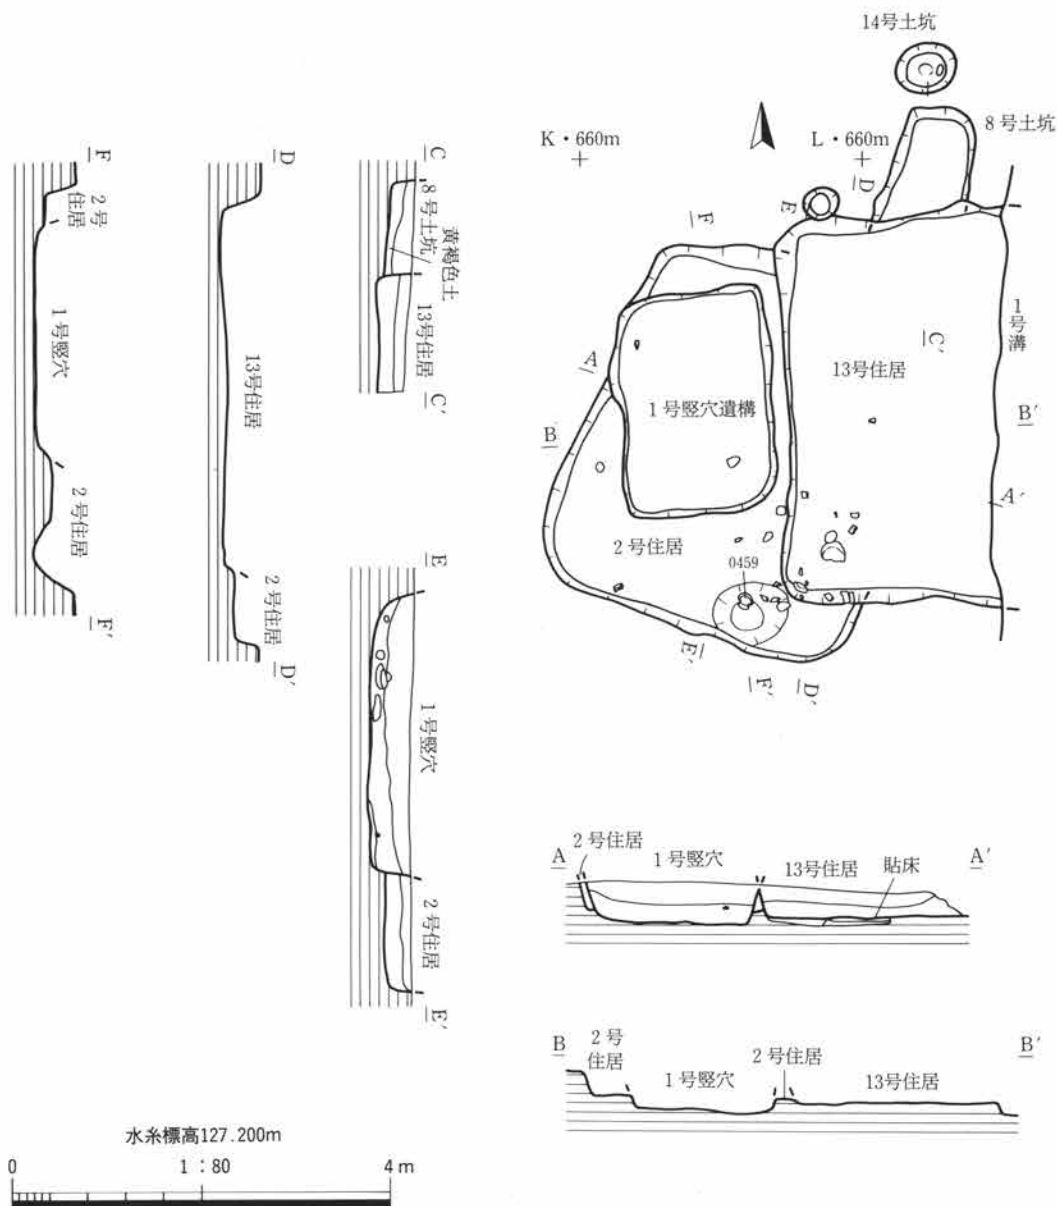 14号土坑
C
8号土坑
K・660m
L・660m
D
E
F
1号溝
C′
A
13号住居
1号竪穴遺構
B
B′
A′
2号住居
0459
E′
F′
D′
F
2号住居
1号竪穴
2号住居
F′
D
13号住居
2号住居
D′
C
8号土坑
黄褐色土
13号住居
C′
E
1号竪穴
2号住居
E′
A
2号住居
1号竪穴
13号住居
貼床
A′
B
2号
住居
1号竪穴
2号住居
13号住居
B′
水糸標高127.200m
0
1:80
4m